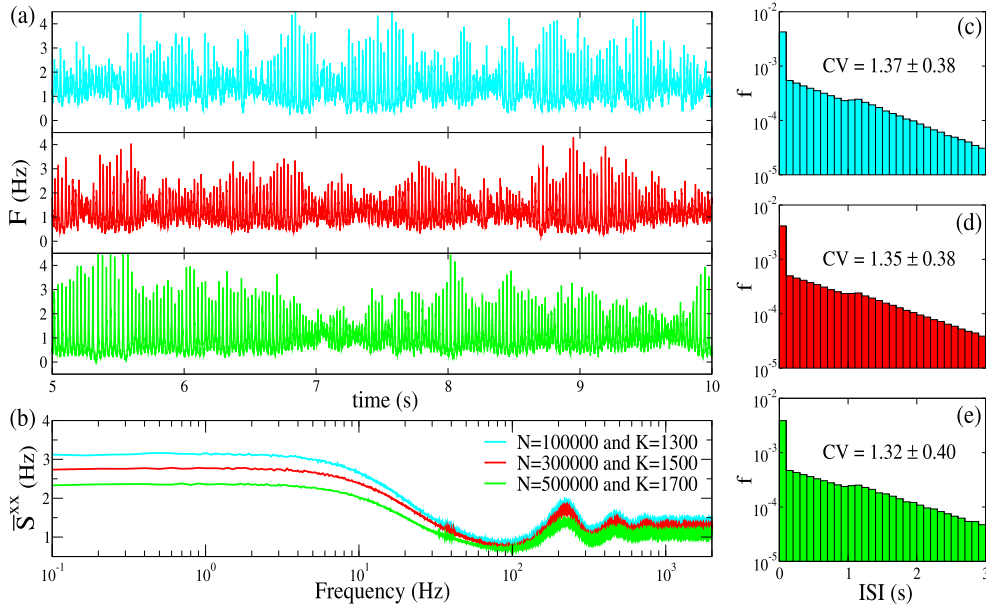 (a)
4
3
2
1
0
4
3
2
1
0
4
3
2
1
0
F (Hz)
5 6 7 8 9 10
time (s)
(b)
4
3
2
1
S̅ˣˣ (Hz)
N=100000 and K=1300
N=300000 and K=1500
N=500000 and K=1700
10⁻¹ 10⁰ 10¹ 10² 10³
Frequency (Hz)
(c)
10⁻²
10⁻³
10⁻⁴
10⁻⁵
f
CV = 1.37 ± 0.38
(d)
10⁻²
10⁻³
10⁻⁴
10⁻⁵
f
CV = 1.35 ± 0.38
(e)
10⁻²
10⁻³
10⁻⁴
10⁻⁵
f
CV = 1.32 ± 0.40
0 1 2 3
ISI (s)